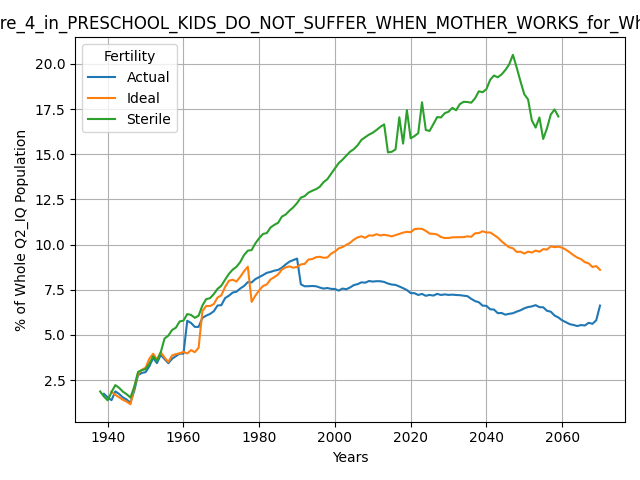 re_4_in_PRESCHOOL_KIDS_DO_NOT_SUFFER_WHEN_MOTHER_WORKS_for_Wh
Fertility
Actual
Ideal
Sterile
% of Whole Q2_IQ Population
20.0
17.5
15.0
12.5
10.0
7.5
5.0
2.5
1940 1960 1980 2000 2020 2040 2060
Years